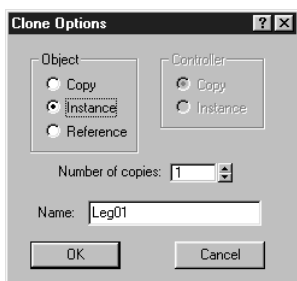 Clone Options ? ×
Object Controller
Copy Copy
Instance Instance
Reference
Number of copies: 1
Name: Leg01
OK Cancel